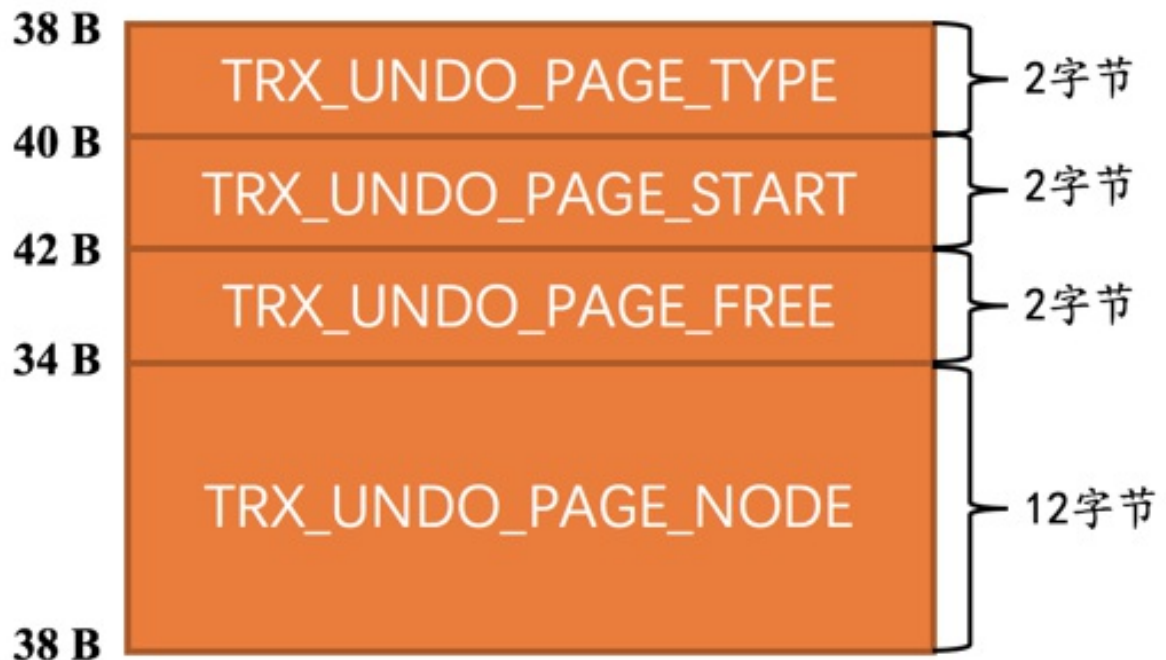 38 B
TRX_UNDO_PAGE_TYPE
2字节
40 B
TRX_UNDO_PAGE_START
2字节
42 B
TRX_UNDO_PAGE_FREE
2字节
34 B
TRX_UNDO_PAGE_NODE
12字节
38 B